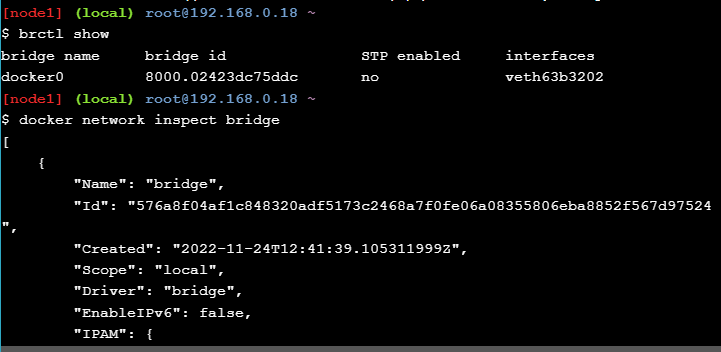 [node1] (local) root@192.168.0.18 ~
$ brctl show
bridge name     bridge id               STP enabled     interfaces
docker0         8000.02423dc75ddc       no              veth63b3202
[node1] (local) root@192.168.0.18 ~
$ docker network inspect bridge
[
    {
        "Name": "bridge",
        "Id": "576a8f04af1c848320adf5173c2468a7f0fe06a08355806eba8852f567d97524
",
        "Created": "2022-11-24T12:41:39.105311999Z",
        "Scope": "local",
        "Driver": "bridge",
        "EnableIPv6": false,
        "IPAM": {